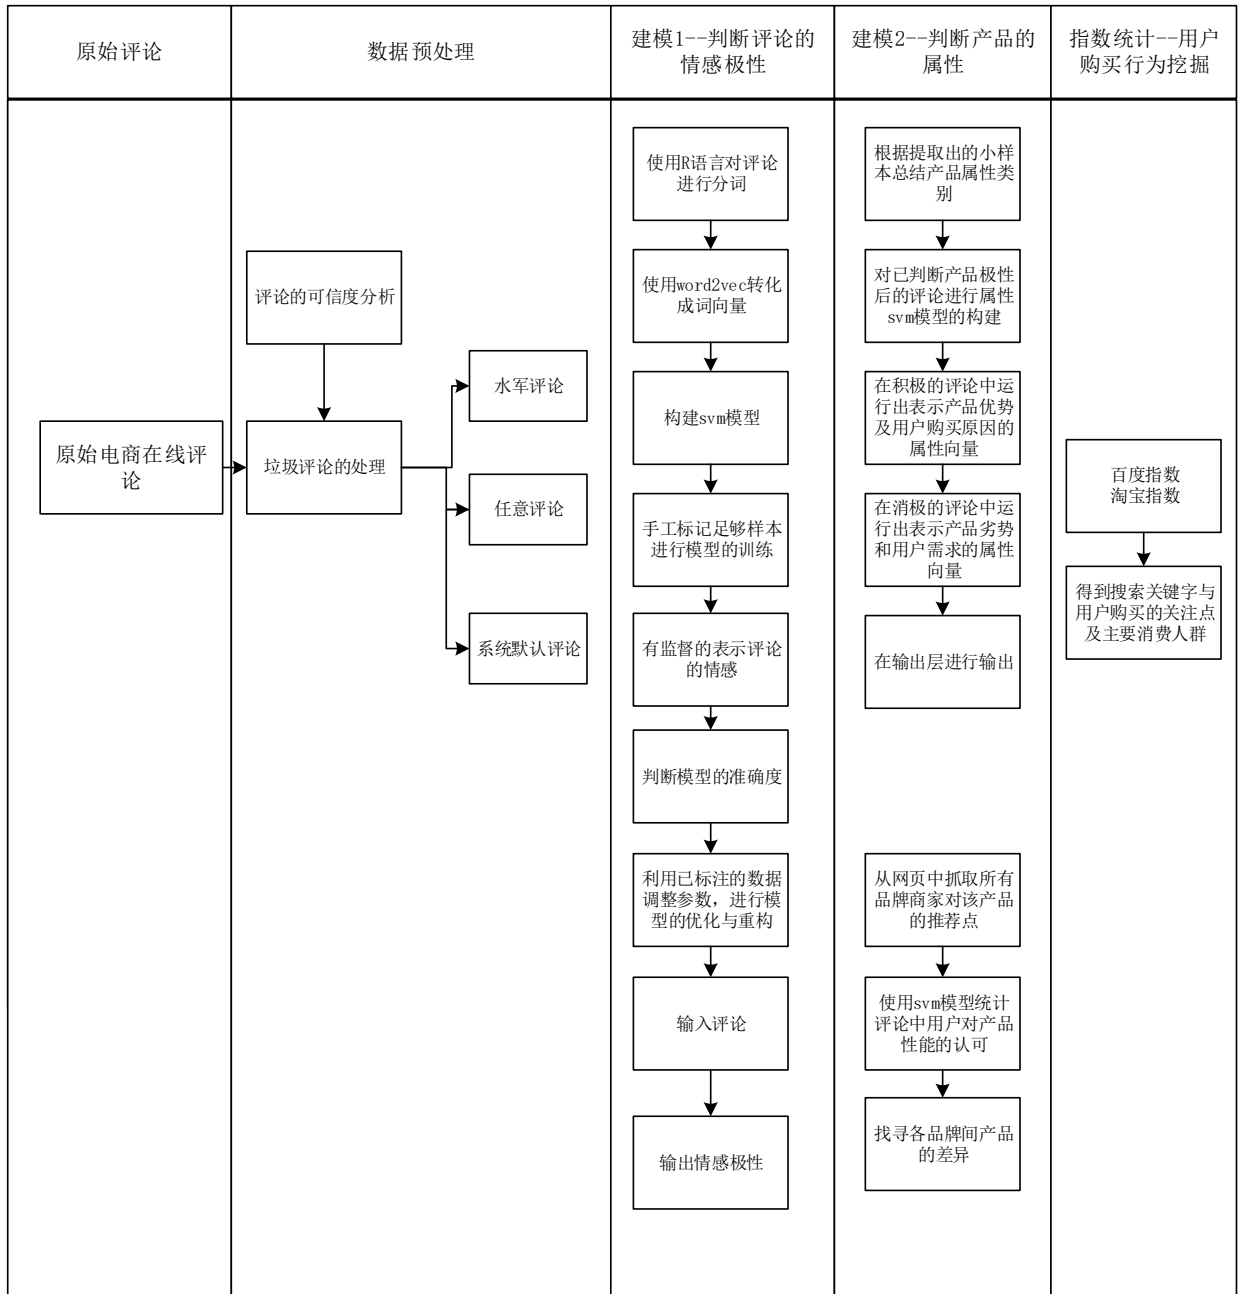 原始评论
数据预处理
建模1--判断评论的
情感极性
建模2--判断产品的
属性
指数统计--用户
购买行为挖掘
原始电商在线评
论
评论的可信度分析
垃圾评论的处理
水军评论
任意评论
系统默认评论
使用R语言对评论
进行分词
使用word2vec转化
成词向量
构建svm模型
手工标记足够样本
进行模型的训练
有监督的表示评论
的情感
判断模型的准确度
利用已标注的数据
调整参数，进行模
型的优化与重构
输入评论
输出情感极性
根据提取出的小样
本总结产品属性类
别
对已判断产品极性
后的评论进行属性
svm模型的构建
在积极的评论中运
行出表示产品优势
及用户购买原因的
属性向量
在消极的评论中运
行出表示产品劣势
和用户需求的属性
向量
在输出层进行输出
从网页中抓取所有
品牌商家对该产品
的推荐点
使用svm模型统计
评论中用户对产品
性能的认可
找寻各品牌间产品
的差异
百度指数
淘宝指数
得到搜索关键字与
用户购买的关注点
及主要消费人群